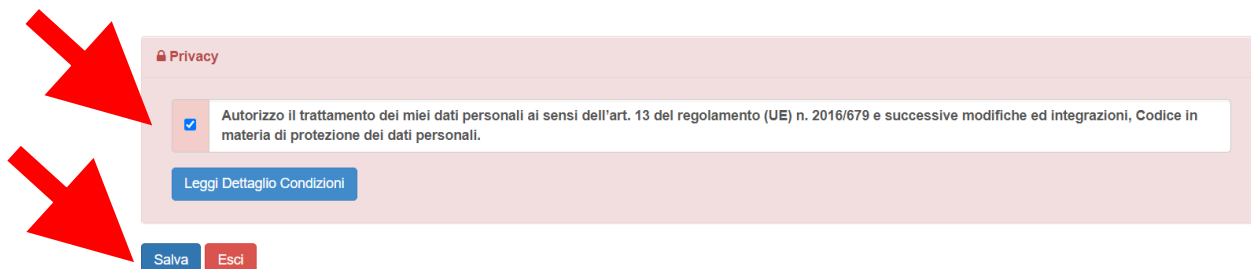 Privacy
Autorizzo il trattamento dei miei dati personali ai sensi dell'art. 13 del regolamento (UE) n. 2016/679 e successive modifiche ed integrazioni, Codice in
materia di protezione dei dati personali.
Leggi Dettaglio Condizioni
Salva Esci